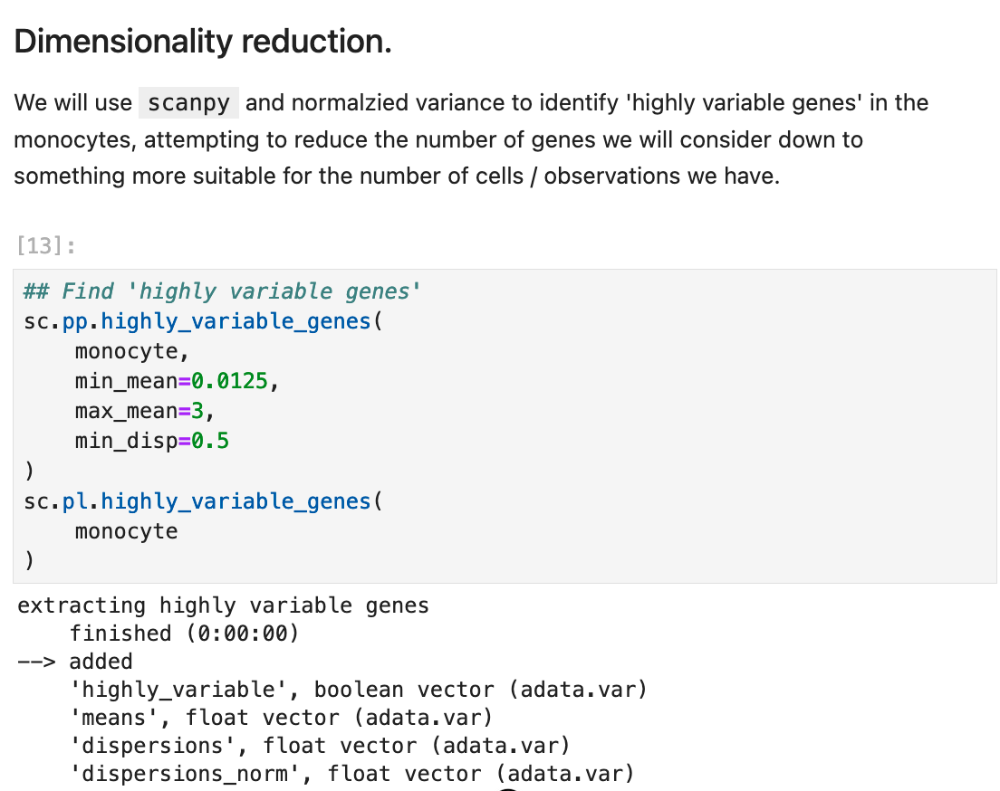 Dimensionality reduction.
We will use scanpy and normalzied variance to identify 'highly variable genes' in the
monocytes, attempting to reduce the number of genes we will consider down to
something more suitable for the number of cells / observations we have.
[13]:
## Find 'highly variable genes'
sc.pp.highly_variable_genes(
    monocyte,
    min_mean=0.0125,
    max_mean=3,
    min_disp=0.5
)
sc.pl.highly_variable_genes(
    monocyte
)
extracting highly variable genes
    finished (0:00:00)
--> added
    'highly_variable', boolean vector (adata.var)
    'means', float vector (adata.var)
    'dispersions', float vector (adata.var)
    'dispersions_norm', float vector (adata.var)